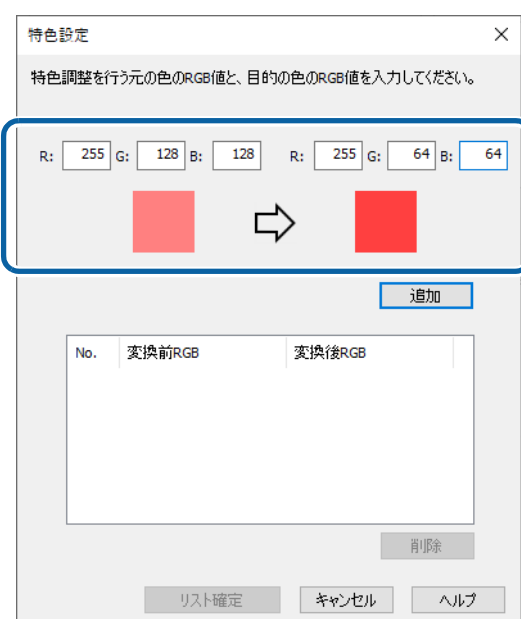 特色設定
特色調整を行う元の色のRGB値と、目的の色のRGB値を入力してください。
R: 255 G: 128 B: 128 R: 255 G: 64 B: 64
追加
No. 変換前RGB 変換後RGB
削除
リスト確定 キャンセル ヘルプ